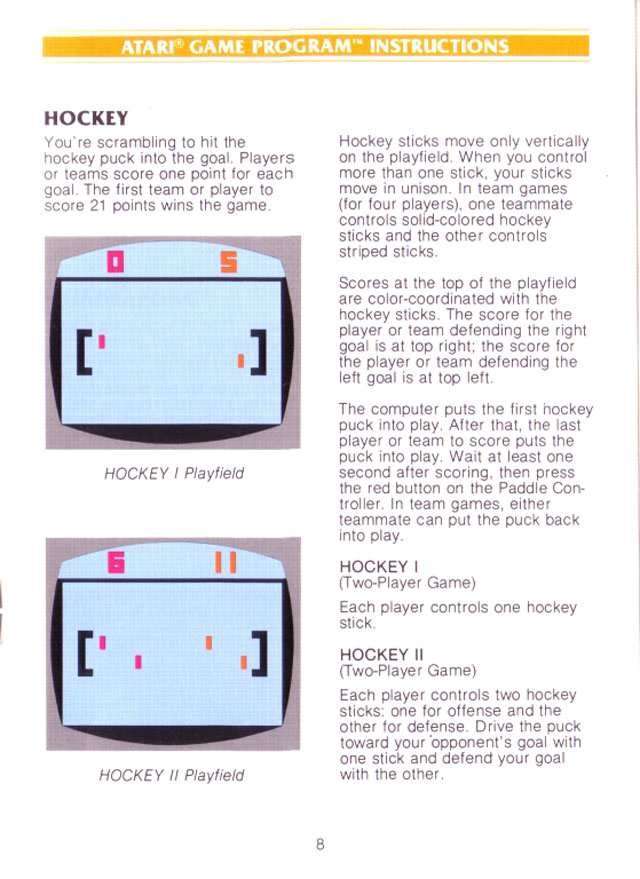 ATARI® GAME PROGRAM™ INSTRUCTIONS
HOCKEY
You're scrambling to hit the
hockey puck into the goal. Players
or teams score one point for each
goal. The first team or player to
score 21 points wins the game.
0 5
HOCKEY I Playfield
6 11
HOCKEY II Playfield
Hockey sticks move only vertically
on the playfield. When you control
more than one stick, your sticks
move in unison. In team games
(for four players), one teammate
controls solid-colored hockey
sticks and the other controls
striped sticks.
Scores at the top of the playfield
are color-coordinated with the
hockey sticks. The score for the
player or team defending the right
goal is at top right; the score for
the player or team defending the
left goal is at top left.
The computer puts the first hockey
puck into play. After that, the last
player or team to score puts the
puck into play. Wait at least one
second after scoring, then press
the red button on the Paddle Con-
troller. In team games, either
teammate can put the puck back
into play.
HOCKEY I
(Two-Player Game)
Each player controls one hockey
stick.
HOCKEY II
(Two-Player Game)
Each player controls two hockey
sticks: one for offense and the
other for defense. Drive the puck
toward your opponent's goal with
one stick and defend your goal
with the other.
8